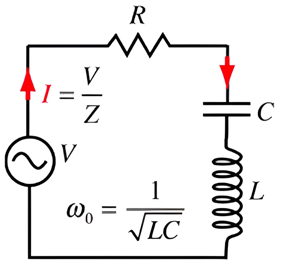 R
I = V/Z
C
V
L
ω₀ = 1/√LC